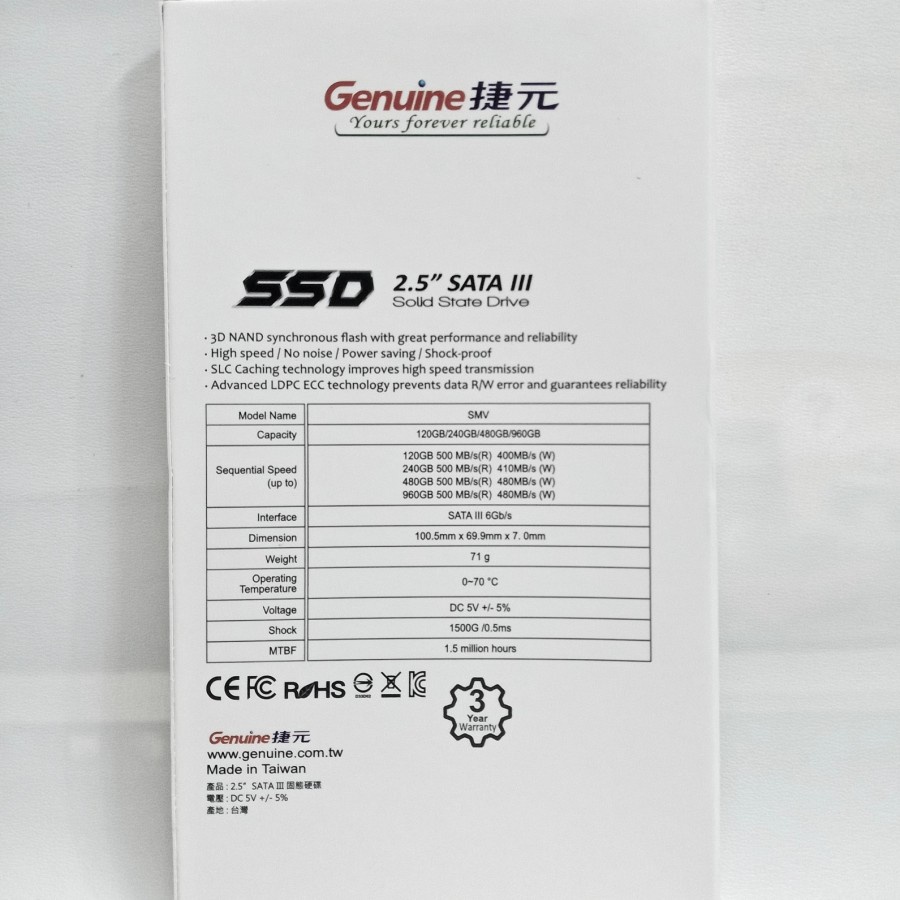 Genuine捷元
Yours forever reliable
SSD 2.5” SATA III
Solid State Drive
· 3D NAND synchronous flash with great performance and reliability
· High speed / No noise / Power saving / Shock-proof
· SLC Caching technology improves high speed transmission
· Advanced LDPC ECC technology prevents data R/W error and guarantees reliability
Model Name SMV
Capacity 120GB/240GB/480GB/960GB
Sequential Speed (up to)
120GB 500 MB/s(R) 400MB/s (W)
240GB 500 MB/s(R) 410MB/s (W)
480GB 500 MB/s(R) 480MB/s (W)
960GB 500 MB/s(R) 480MB/s (W)
Interface SATA III 6Gb/s
Dimension 100.5mm x 69.9mm x 7. 0mm
Weight 71 g
Operating Temperature 0~70 °C
Voltage DC 5V +/- 5%
Shock 1500G /0.5ms
MTBF 1.5 million hours
CE FC RoHS
3
Year
Warranty
Genuine捷元
www.genuine.com.tw
Made in Taiwan
產品 : 2.5” SATA III 固態硬碟
電壓 : DC 5V +/- 5%
產地 : 台灣